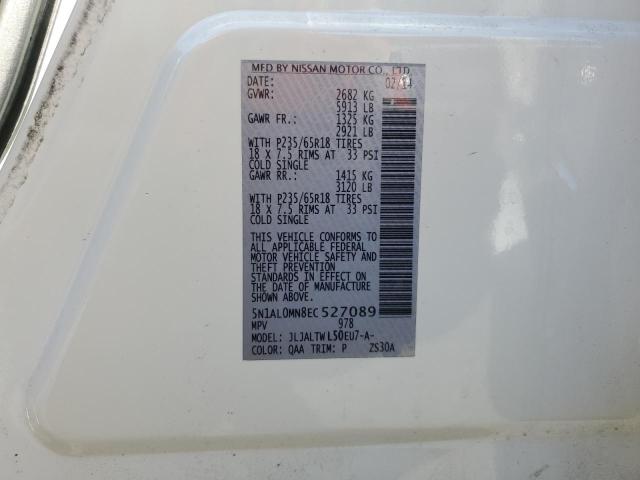 MFD BY NISSAN MOTOR CO., LTD.
DATE: 02/14
GVWR: 2682 KG
5913 LB
GAWR FR.: 1325 KG
2921 LB
WITH P235/65R18 TIRES
18 X 7.5 RIMS AT 33 PSI
COLD SINGLE
GAWR RR.: 1415 KG
3120 LB
WITH P235/65R18 TIRES
18 X 7.5 RIMS AT 33 PSI
COLD SINGLE
THIS VEHICLE CONFORMS TO
ALL APPLICABLE FEDERAL
MOTOR VEHICLE SAFETY AND
THEFT PREVENTION
STANDARDS IN EFFECT ON
THE DATE OF MANUFACTURE
SHOWN ABOVE.
5N1AL0MN8EC527089
MPV 978
MODEL: JLJALTWL50EU7-A-
COLOR: QAA TRIM: P ZS30A